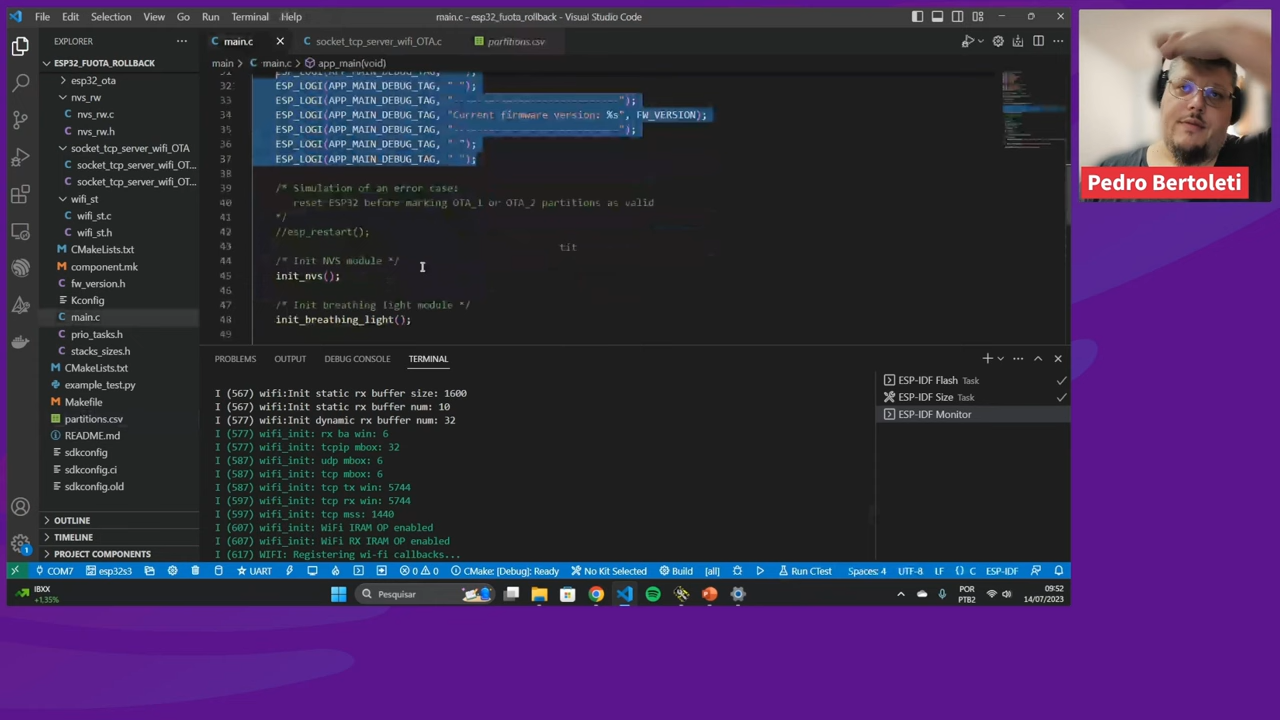 File Edit Selection View Go Run Terminal Help
main.c - esp32_fuota_rollback - Visual Studio Code
EXPLORER
main.c
socket_tcp_server_wifi_OTA.c
partitions.csv
ESP32_FUOTA_ROLLBACK
esp32_ota
nvs_rw
nvs_rw.c
nvs_rw.h
socket_tcp_server_wifi_OTA
socket_tcp_server_wifi_OT...
socket_tcp_server_wifi_OT...
wifi_st
wifi_st.c
wifi_st.h
CMakeLists.txt
component.mk
fw_version.h
Kconfig
main.c
prio_tasks.h
stacks_sizes.h
CMakeLists.txt
example_test.py
Makefile
partitions.csv
README.md
sdkconfig
sdkconfig.ci
sdkconfig.old
OUTLINE
TIMELINE
PROJECT COMPONENTS
main > main.c > app_main(void)
31 ESP_LOGI(APP_MAIN_DEBUG_TAG, " ");
32 ESP_LOGI(APP_MAIN_DEBUG_TAG, " ");
33 ESP_LOGI(APP_MAIN_DEBUG_TAG, "-----------------------------");
34 ESP_LOGI(APP_MAIN_DEBUG_TAG, "Current firmware version: %s", FW_VERSION);
35 ESP_LOGI(APP_MAIN_DEBUG_TAG, "-----------------------------");
36 ESP_LOGI(APP_MAIN_DEBUG_TAG, " ");
37 ESP_LOGI(APP_MAIN_DEBUG_TAG, " ");
38
39 /* Simulation of an error case:
40 reset ESP32 before marking OTA_1 or OTA_2 partitions as valid
41 */
42 //esp_restart();
43
44 /* Init NVS module */
45 init_nvs();
46
47 /* Init breathing light module */
48 init_breathing_light();
49
tit
PROBLEMS OUTPUT DEBUG CONSOLE TERMINAL
I (567) wifi:Init static rx buffer size: 1600
I (567) wifi:Init static rx buffer num: 10
I (577) wifi:Init dynamic rx buffer num: 32
I (577) wifi_init: rx ba win: 6
I (577) wifi_init: tcpip mbox: 32
I (587) wifi_init: udp mbox: 6
I (587) wifi_init: tcp mbox: 6
I (587) wifi_init: tcp tx win: 5744
I (597) wifi_init: tcp rx win: 5744
I (597) wifi_init: tcp mss: 1440
I (607) wifi_init: WiFi IRAM OP enabled
I (607) wifi_init: WiFi RX IRAM OP enabled
I (617) WIFI: Registering wi-fi callbacks...
ESP-IDF Flash Task
ESP-IDF Size Task
ESP-IDF Monitor
COM7 esp32s3 UART 0 0 CMake: [Debug]: Ready No Kit Selected Build [all] Run CTest Spaces: 4 UTF-8 LF {} C ESP-IDF
IBXX
+1,35%
Pesquisar
POR
PTB2
09:52
14/07/2023
Pedro Bertoleti